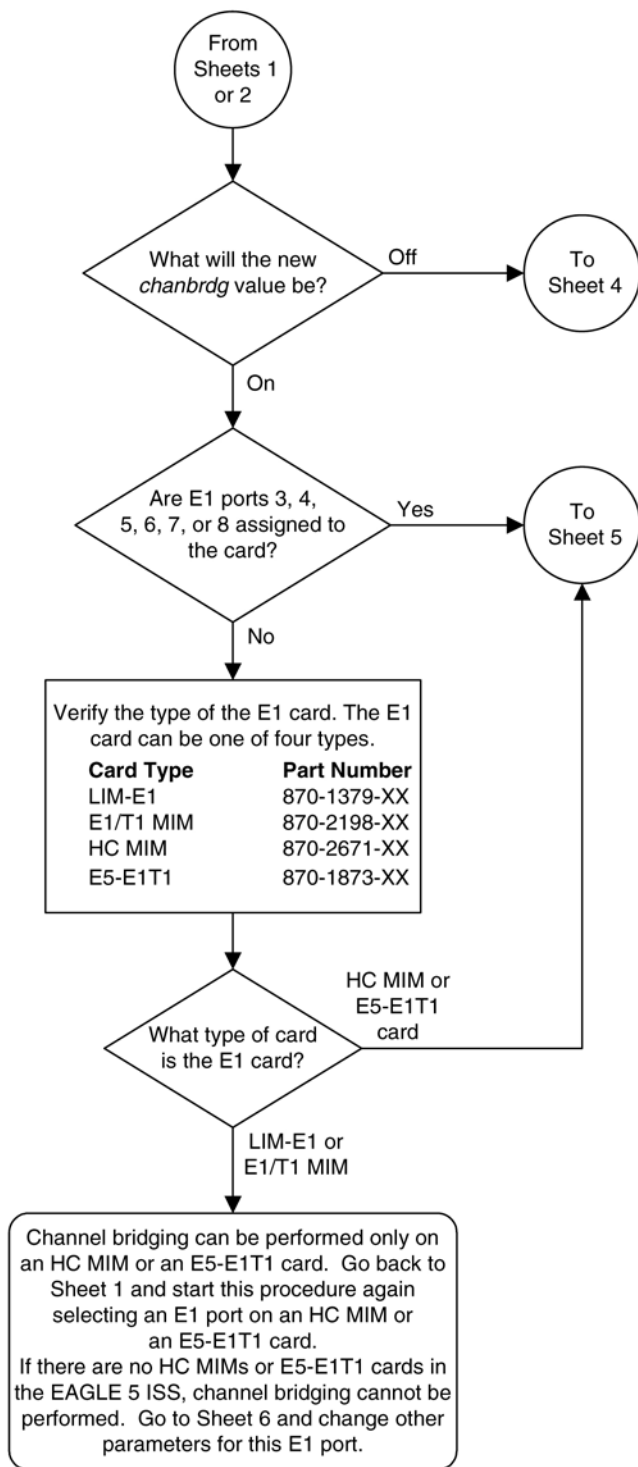 From
Sheets 1
or 2
What will the new
chanbrdg value be?
Off
To
Sheet 4
On
Are E1 ports 3, 4,
5, 6, 7, or 8 assigned to
the card?
Yes
To
Sheet 5
No
Verify the type of the E1 card. The E1
card can be one of four types.
Card Type Part Number
LIM-E1 870-1379-XX
E1/T1 MIM 870-2198-XX
HC MIM 870-2671-XX
E5-E1T1 870-1873-XX
What type of card
is the E1 card?
HC MIM or
E5-E1T1
card
LIM-E1 or
E1/T1 MIM
Channel bridging can be performed only on
an HC MIM or an E5-E1T1 card. Go back to
Sheet 1 and start this procedure again
selecting an E1 port on an HC MIM or
an E5-E1T1 card.
If there are no HC MIMs or E5-E1T1 cards in
the EAGLE 5 ISS, channel bridging cannot be
performed. Go to Sheet 6 and change other
parameters for this E1 port.